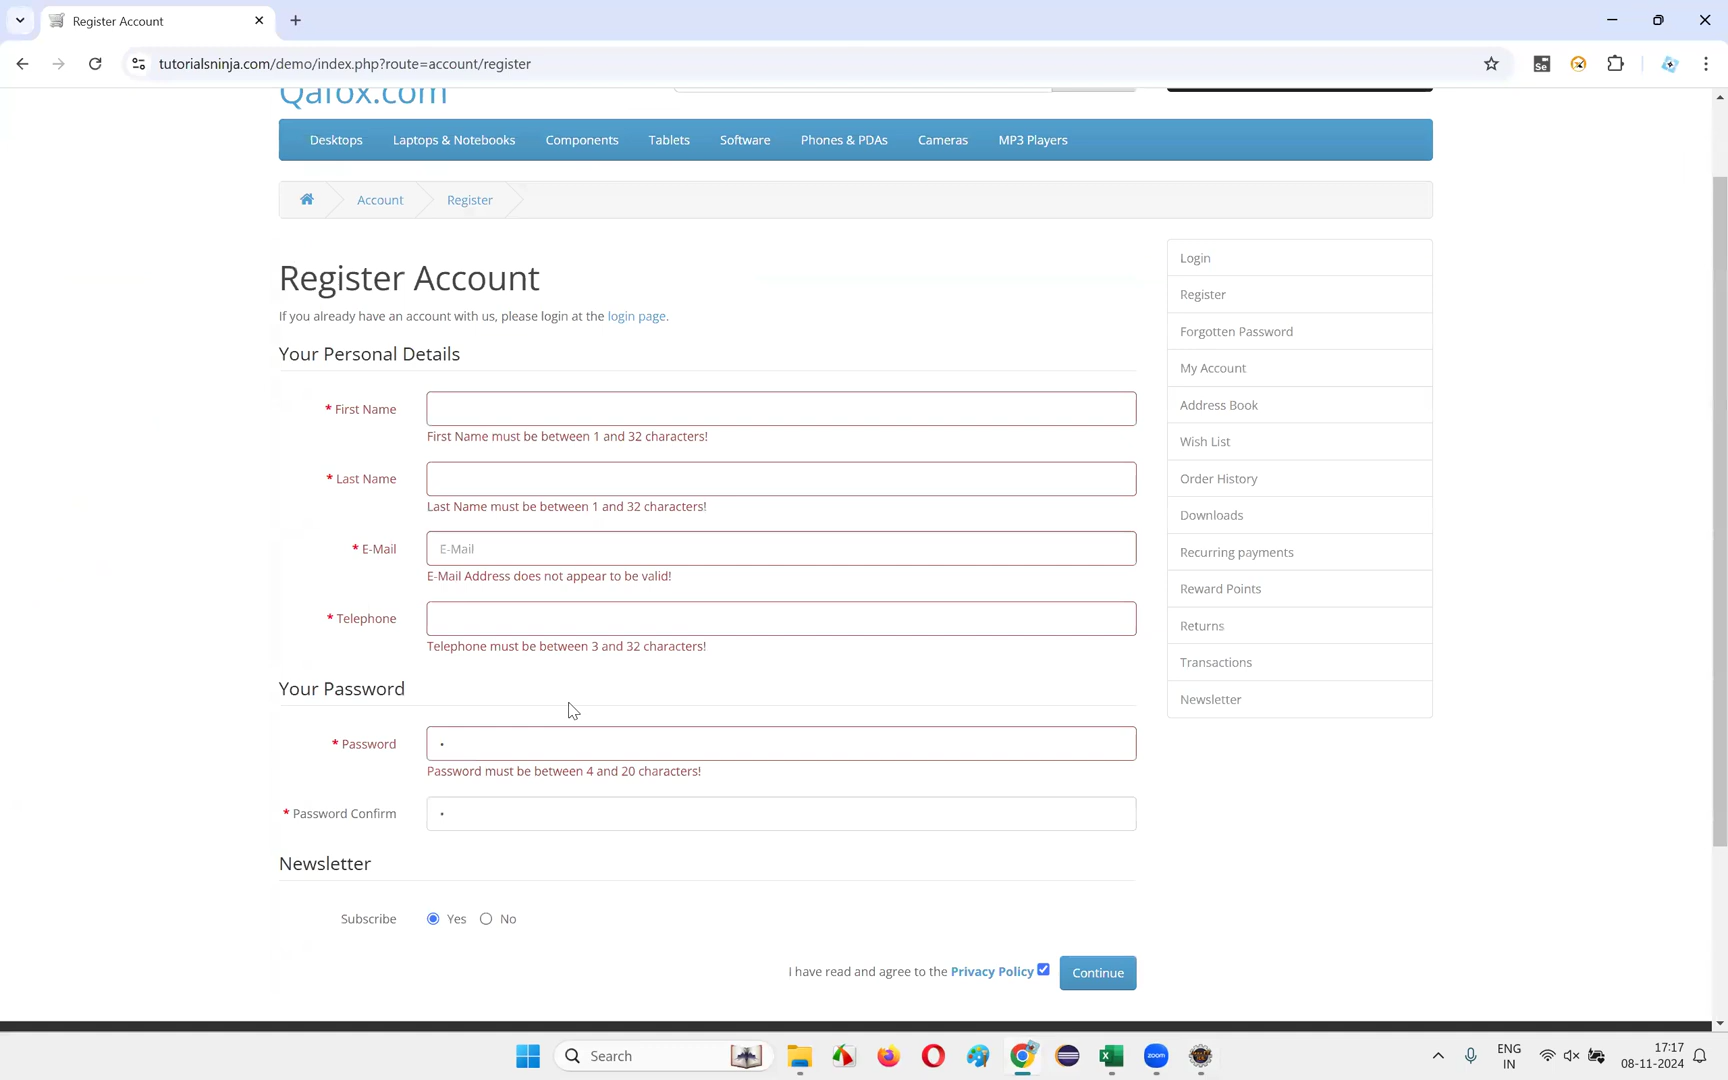 Register Account
tutorialsninja.com/demo/index.php?route=account/register
Qafox.com
Desktops Laptops & Notebooks Components Tablets Software Phones & PDAs Cameras MP3 Players
Account Register
Register Account
If you already have an account with us, please login at the login page.
Your Personal Details
* First Name
First Name must be between 1 and 32 characters!
* Last Name
Last Name must be between 1 and 32 characters!
* E-Mail E-Mail
E-Mail Address does not appear to be valid!
* Telephone
Telephone must be between 3 and 32 characters!
Your Password
* Password
Password must be between 4 and 20 characters!
* Password Confirm
Newsletter
Subscribe Yes No
I have read and agree to the Privacy Policy Continue
Login
Register
Forgotten Password
My Account
Address Book
Wish List
Order History
Downloads
Recurring payments
Reward Points
Returns
Transactions
Newsletter
Se
Search
zoom
ENG
IN
17:17
08-11-2024